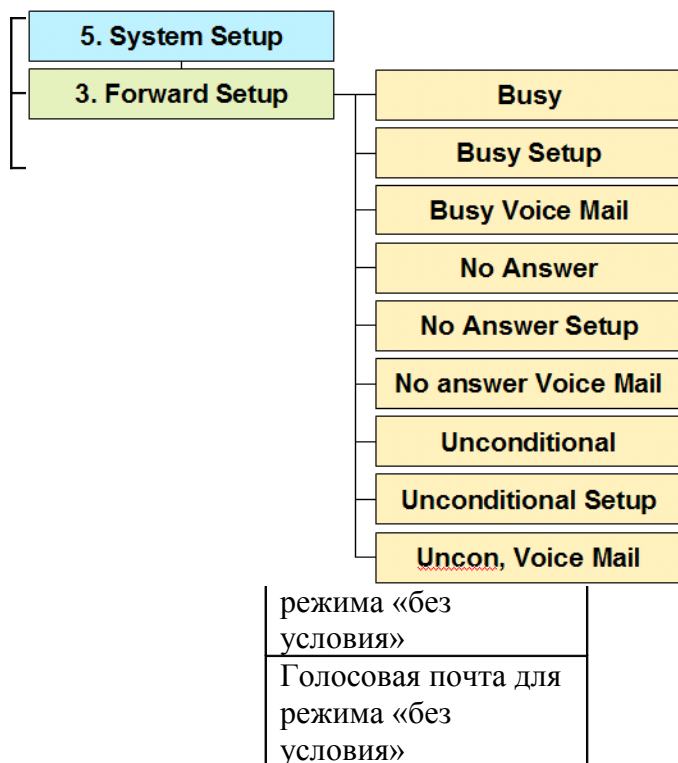 5. System Setup
3. Forward Setup
Busy
Busy Setup
Busy Voice Mail
No Answer
No Answer Setup
No answer Voice Mail
Unconditional
Unconditional Setup
Uncon, Voice Mail
режима «без
условия»
Голосовая почта для
режима «без
условия»